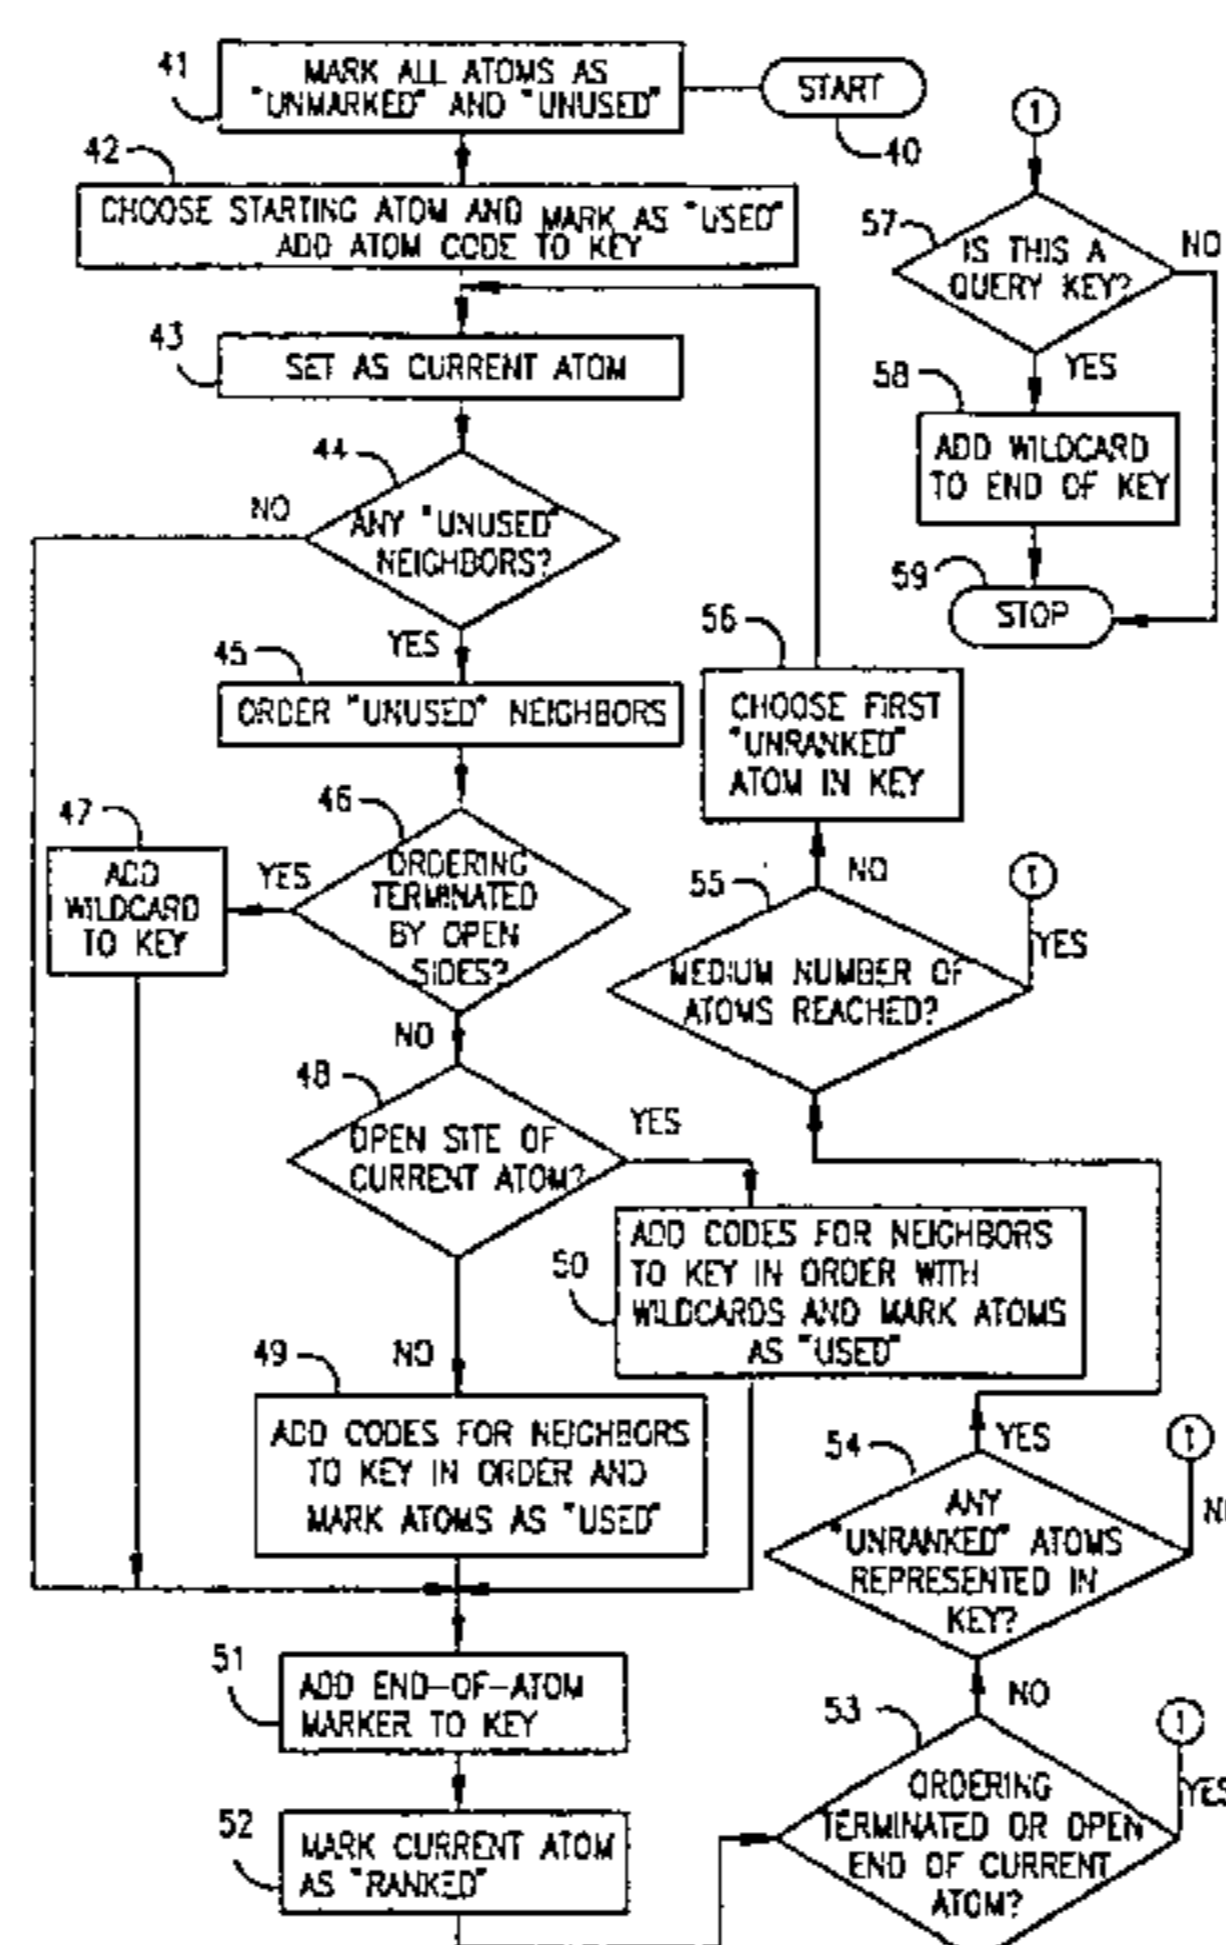 41
MARK ALL ATOMS AS
"UNMARKED" AND "UNUSED"
START
40
1
42
CHOOSE STARTING ATOM AND MARK AS "USED"
ADD ATOM CODE TO KEY
57
IS THIS A
QUERY KEY?
NO
YES
43
SET AS CURRENT ATOM
58
ADD WILDCARD
TO END OF KEY
44
NO
ANY "UNUSED"
NEIGHBORS?
YES
59
STOP
45
ORDER "UNUSED" NEIGHBORS
56
CHOOSE FIRST
"UNRANKED"
ATOM IN KEY
46
ORDERING
TERMINATED
BY OPEN
SIDES?
YES
47
ADD
WILDCARD
TO KEY
NO
55
NO
MEDIUM NUMBER OF
ATOMS REACHED?
1
YES
48
OPEN SITE OF
CURRENT ATOM?
YES
50
ADD CODES FOR NEIGHBORS
TO KEY IN ORDER WITH
WILDCARDS AND MARK ATOMS
AS "USED"
NO
49
ADD CODES FOR NEIGHBORS
TO KEY IN ORDER AND
MARK ATOMS AS "USED"
54
YES
ANY
"UNRANKED" ATOMS
REPRESENTED IN
KEY?
1
51
ADD END-OF-ATOM
MARKER TO KEY
52
MARK CURRENT ATOM
AS "RANKED"
53
NO
ORDERING
TERMINATED OR OPEN
END OF CURRENT
ATOM?
1
YES